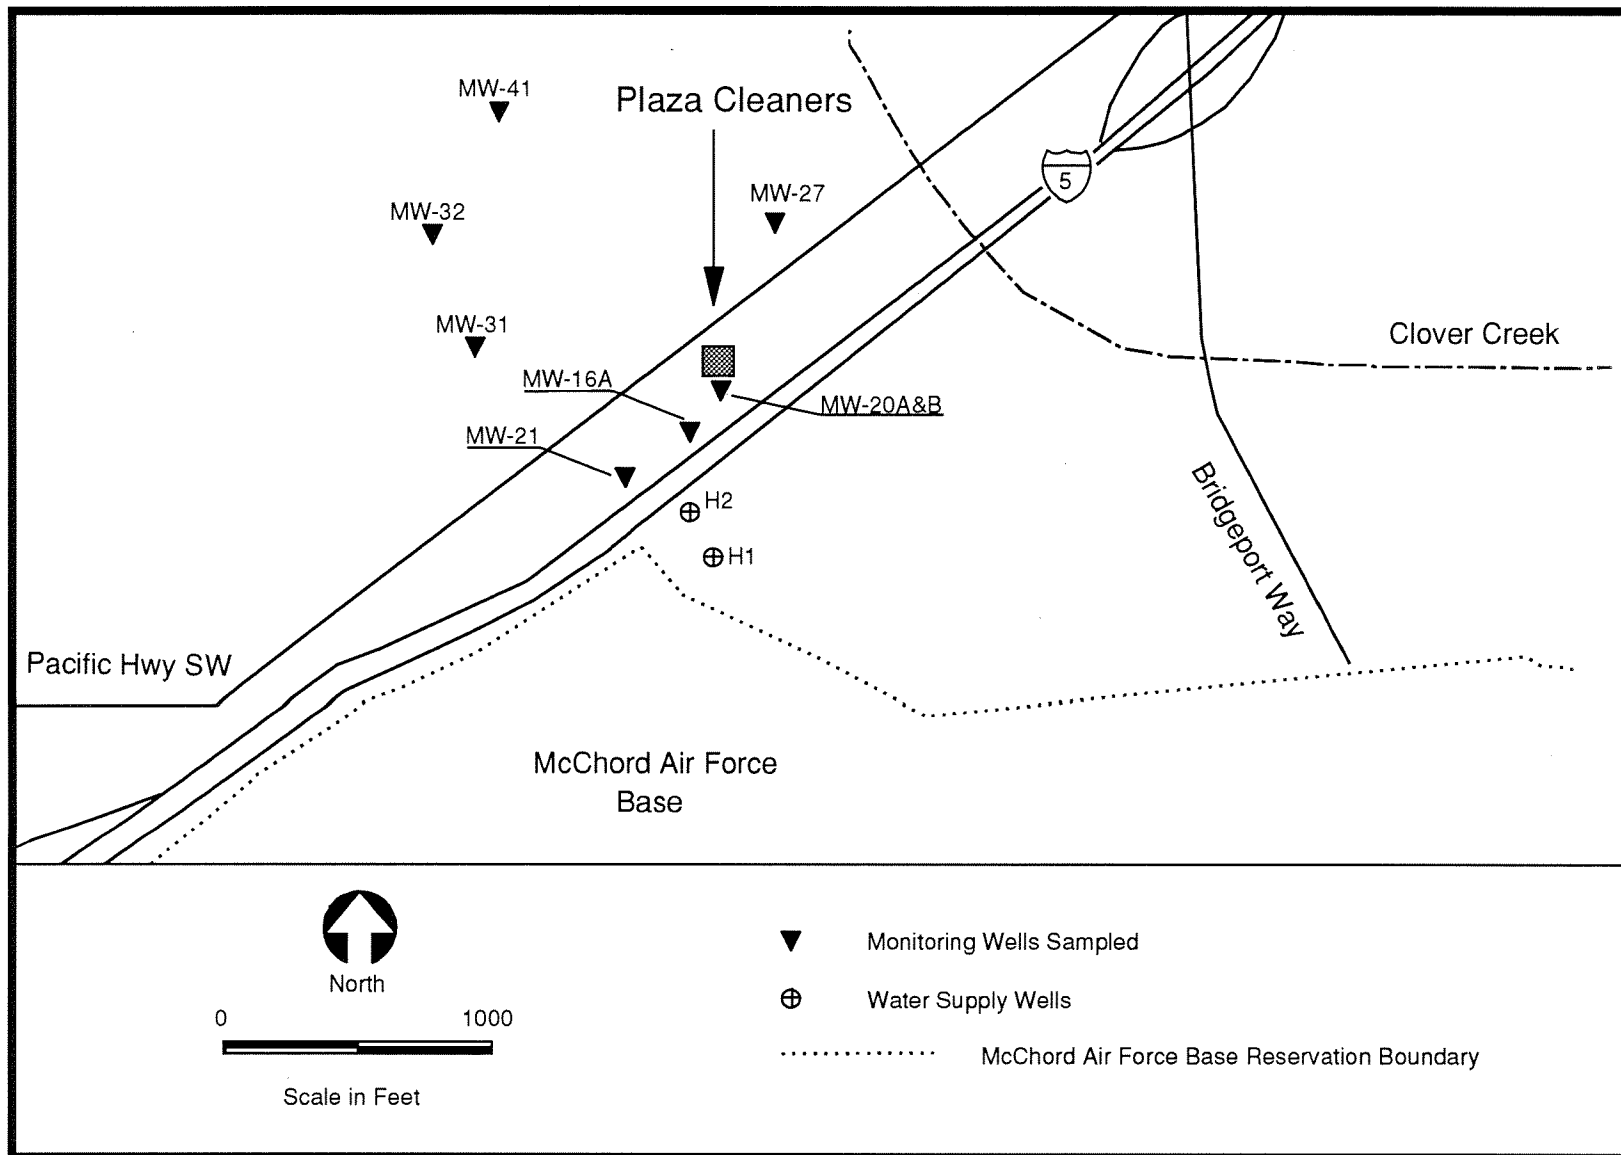 MW-41
Plaza Cleaners
MW-27
5
MW-32
MW-31
Clover Creek
MW-16A
MW-20A&B
MW-21
H2
H1
Bridgeport Way
Pacific Hwy SW
McChord Air Force
Base
North
0 1000
Scale in Feet
Monitoring Wells Sampled
Water Supply Wells
McChord Air Force Base Reservation Boundary